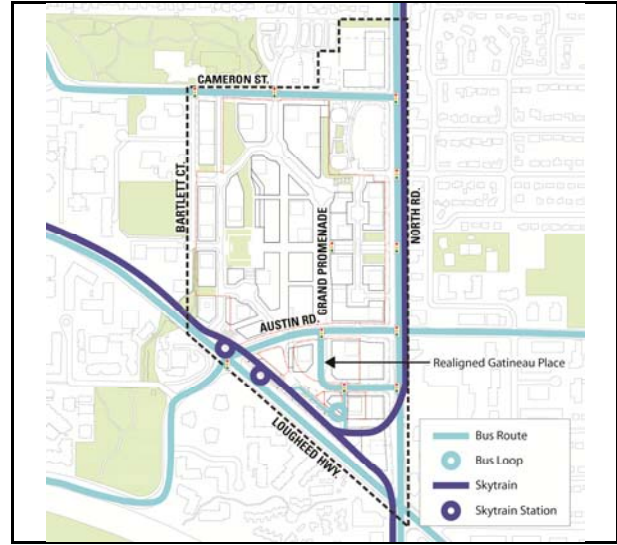 CAMERON ST.
BARTLETT CT.
GRAND PROMENADE
NORTH RD.
AUSTIN RD.
Realigned Gatineau Place
LOUGHEED HWY.
Bus Route
Bus Loop
Skytrain
Skytrain Station